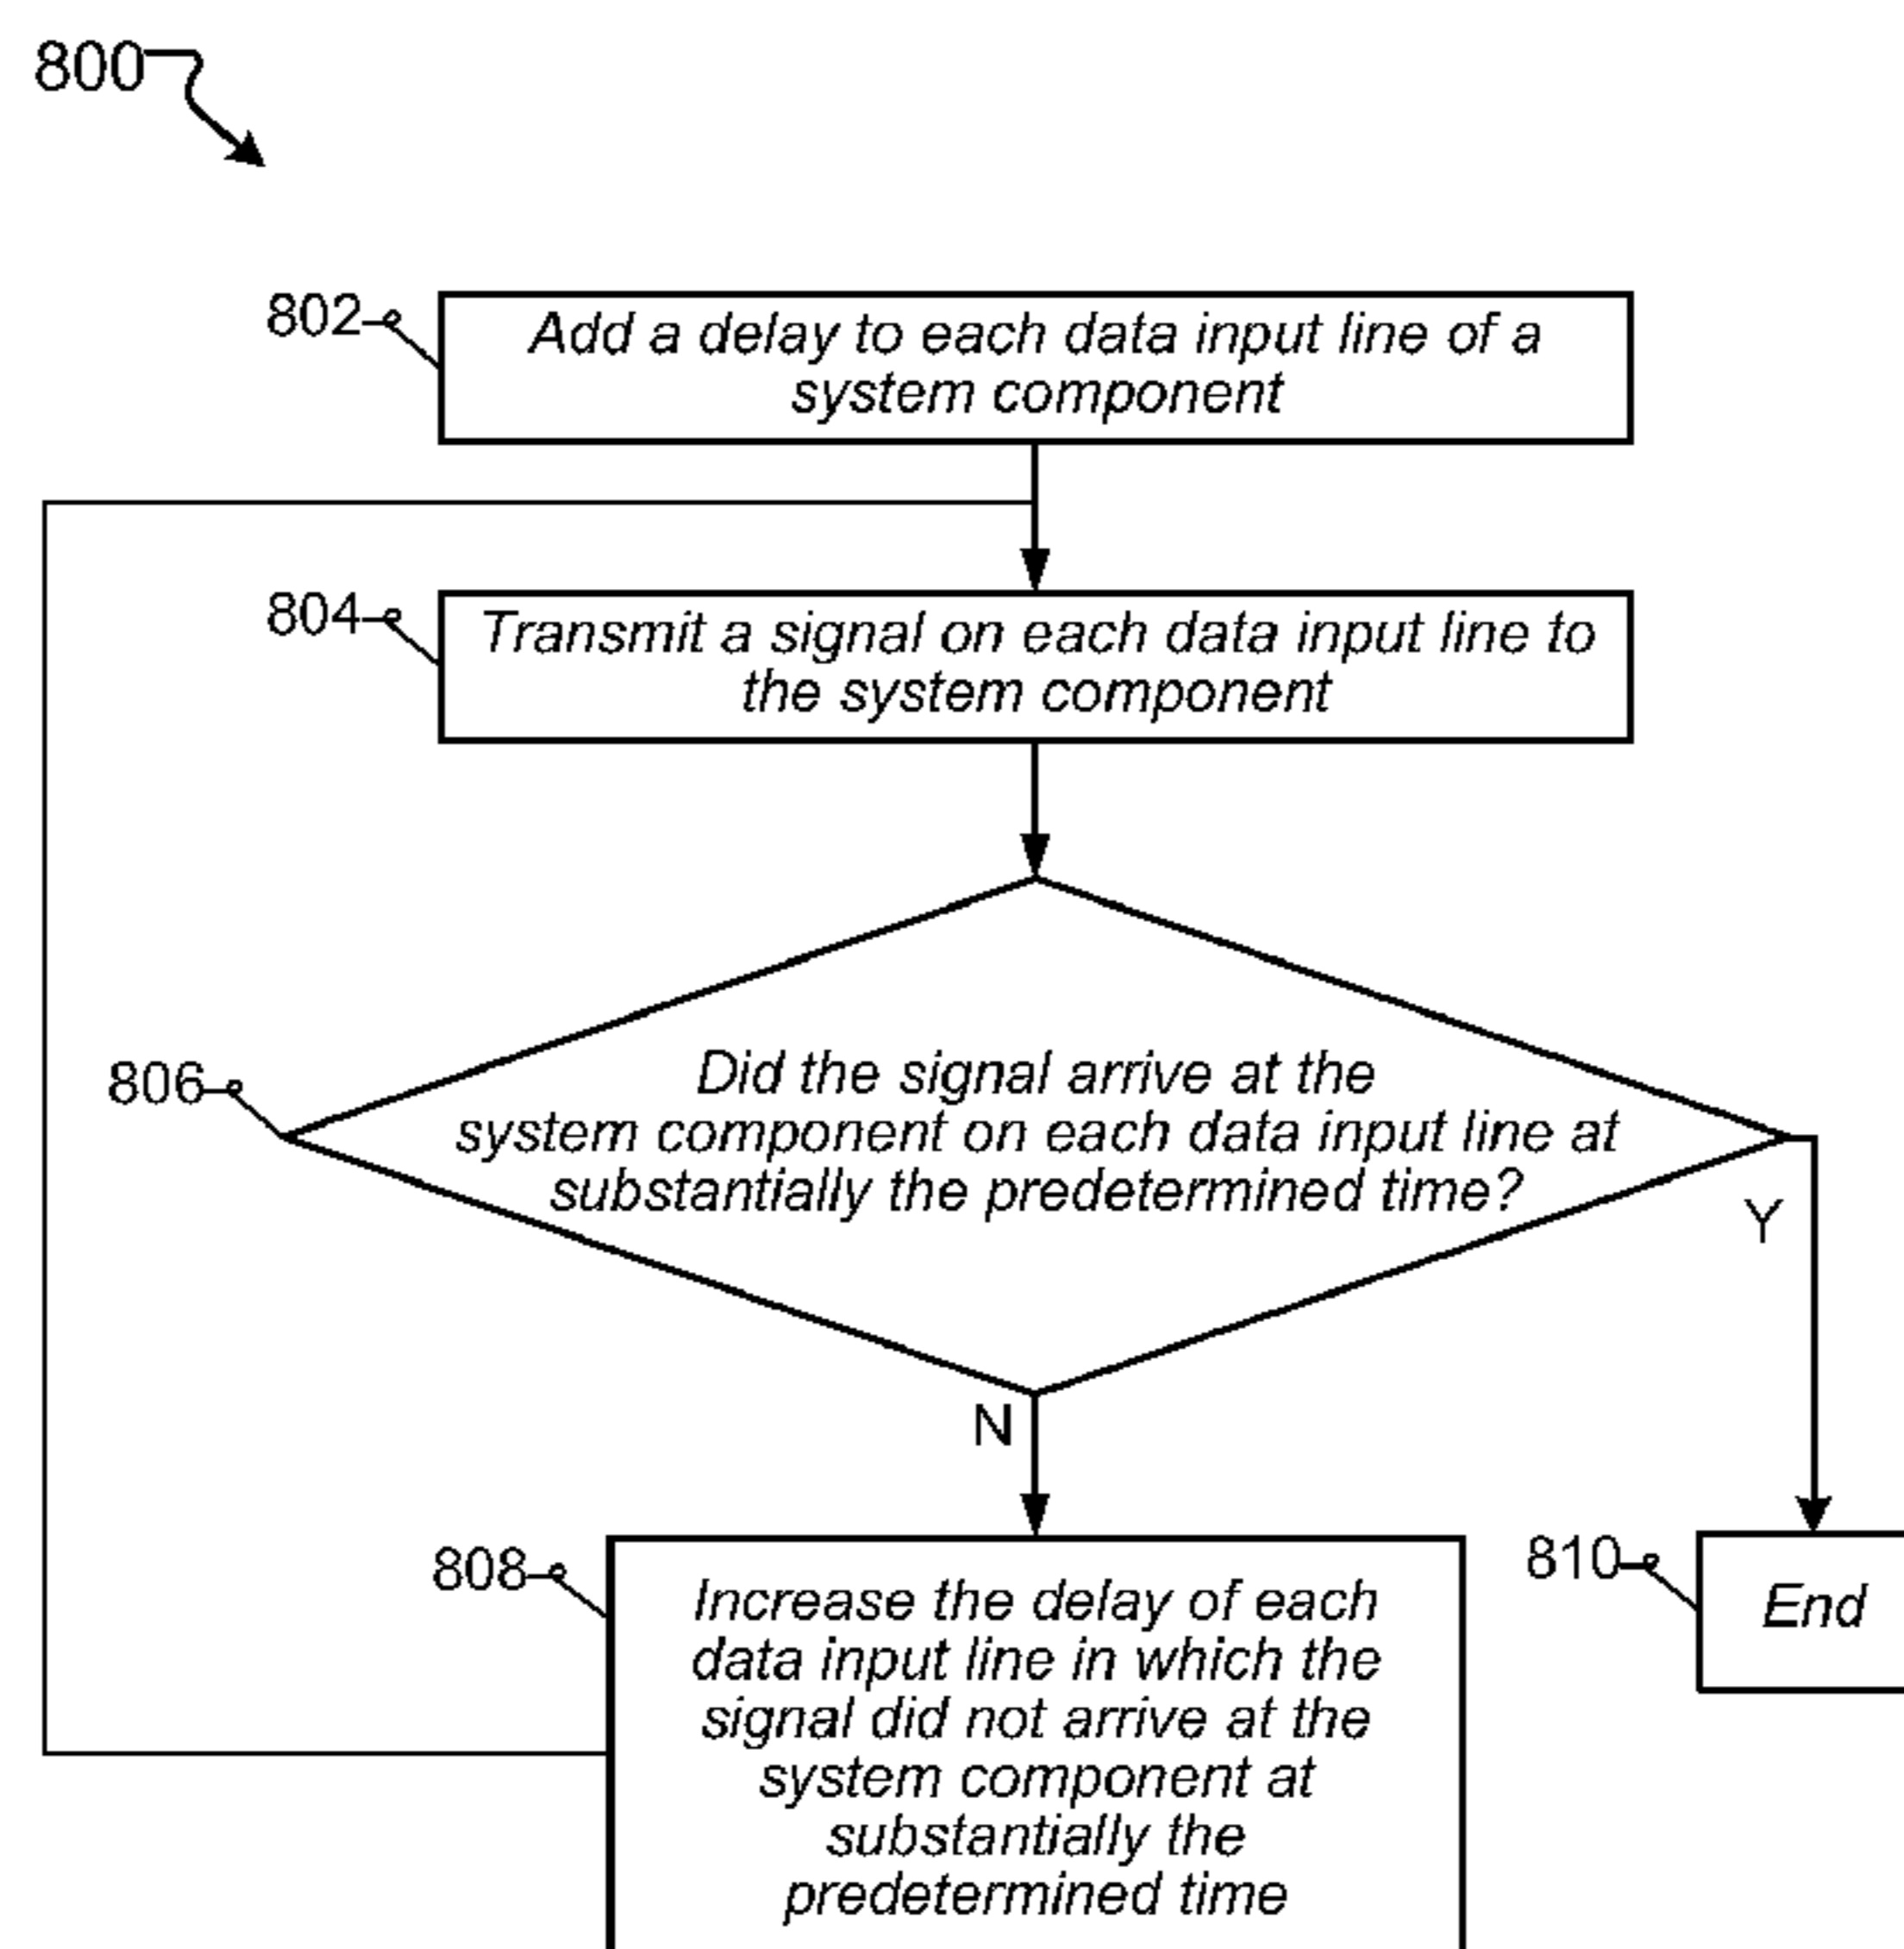 800
802
Add a delay to each data input line of a
system component
804
Transmit a signal on each data input line to
the system component
806
Did the signal arrive at the
system component on each data input line at
substantially the predetermined time?
Y
N
808
Increase the delay of each
data input line in which the
signal did not arrive at the
system component at
substantially the
predetermined time
810
End